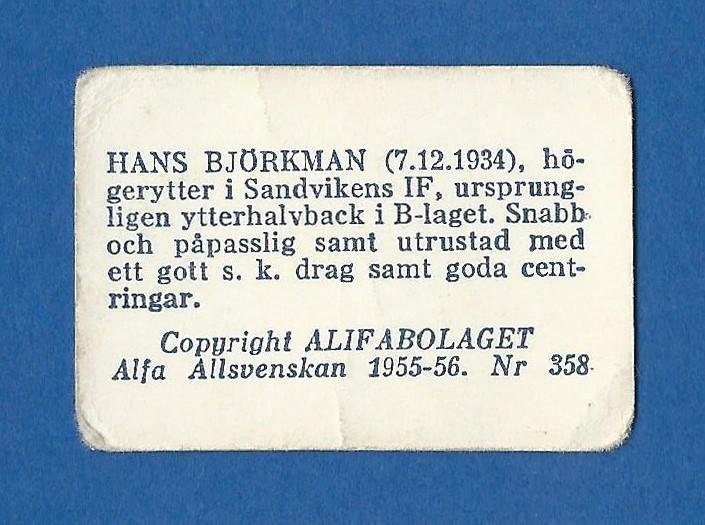 HANS BJÖRKMAN (7.12.1934), hö-
gerytter i Sandvikens IF, ursprung-
ligen ytterhalvback i B-laget. Snabb
och påpasslig samt utrustad med
ett gott s. k. drag samt goda cent-
ringar.
Copyright ALIFABOLAGET
Alfa Allsvenskan 1955-56. Nr 358